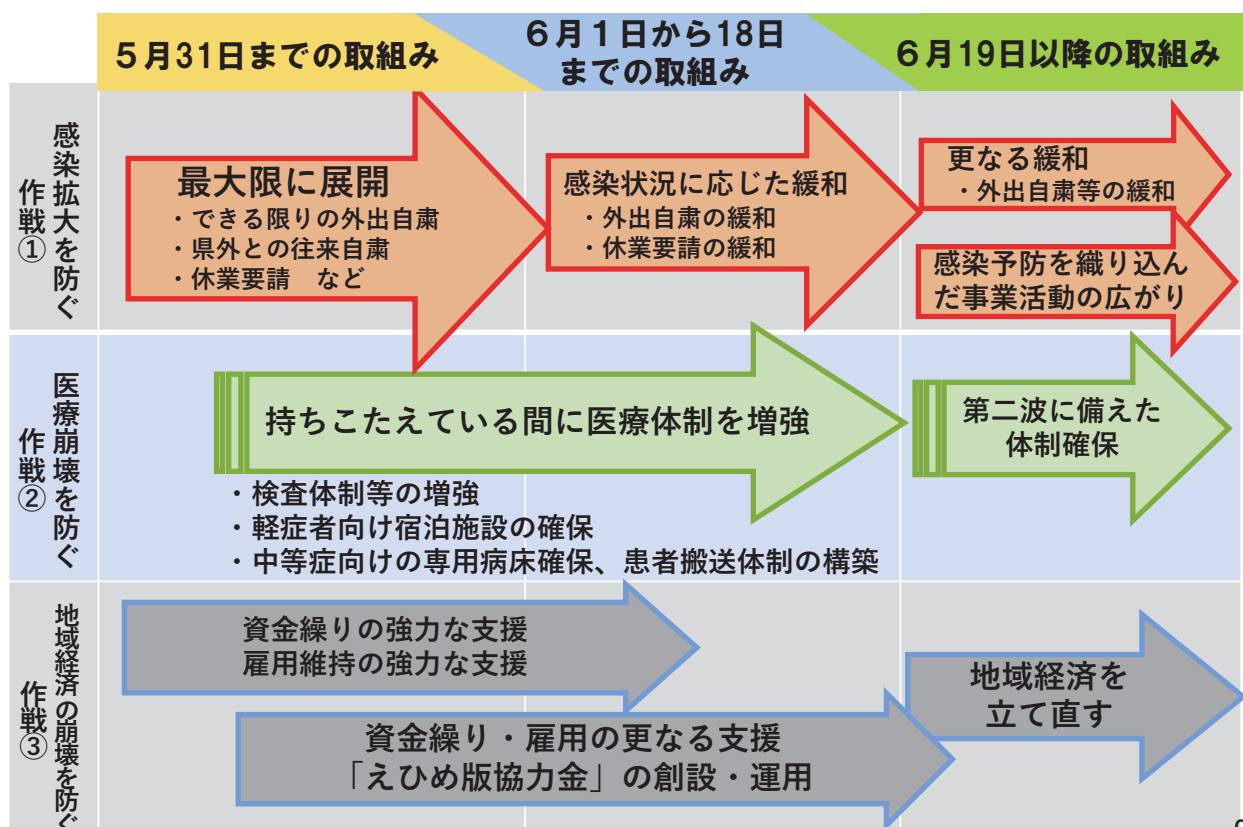 ５月31日までの取組み
６月１日から18日
までの取組み
６月19日以降の取組み
作戦①
感染拡大を防ぐ
最大限に展開
・できる限りの外出自粛
・県外との往来自粛
・休業要請　など
感染状況に応じた緩和
・外出自粛の緩和
・休業要請の緩和
更なる緩和
・外出自粛等の緩和
感染予防を織り込ん
だ事業活動の広がり
作戦②
医療崩壊を防ぐ
持ちこたえている間に医療体制を増強
・検査体制等の増強
・軽症者向け宿泊施設の確保
・中等症向けの専用病床確保、患者搬送体制の構築
第二波に備えた
体制確保
作戦③
地域経済の崩壊を防ぐ
資金繰りの強力な支援
雇用維持の強力な支援
資金繰り・雇用の更なる支援
「えひめ版協力金」の創設・運用
地域経済を
立て直す